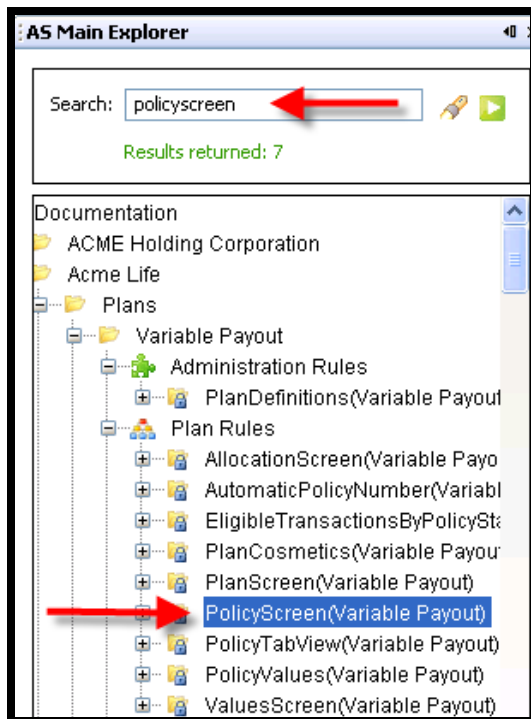 AS Main Explorer
Search: policyscreen
Results returned: 7
Documentation
ACME Holding Corporation
Acme Life
Plans
Variable Payout
Administration Rules
PlanDefinitions(Variable Payout
Plan Rules
AllocationScreen(Variable Payo
AutomaticPolicyNumber(Variabl
EligibleTransactionsByPolicySta
PlanCosmetics(Variable Payou
PlanScreen(Variable Payout)
PolicyScreen(Variable Payout)
PolicyTabView(Variable Payout)
PolicyValues(Variable Payout)
ValuesScreen(Variable Payout)